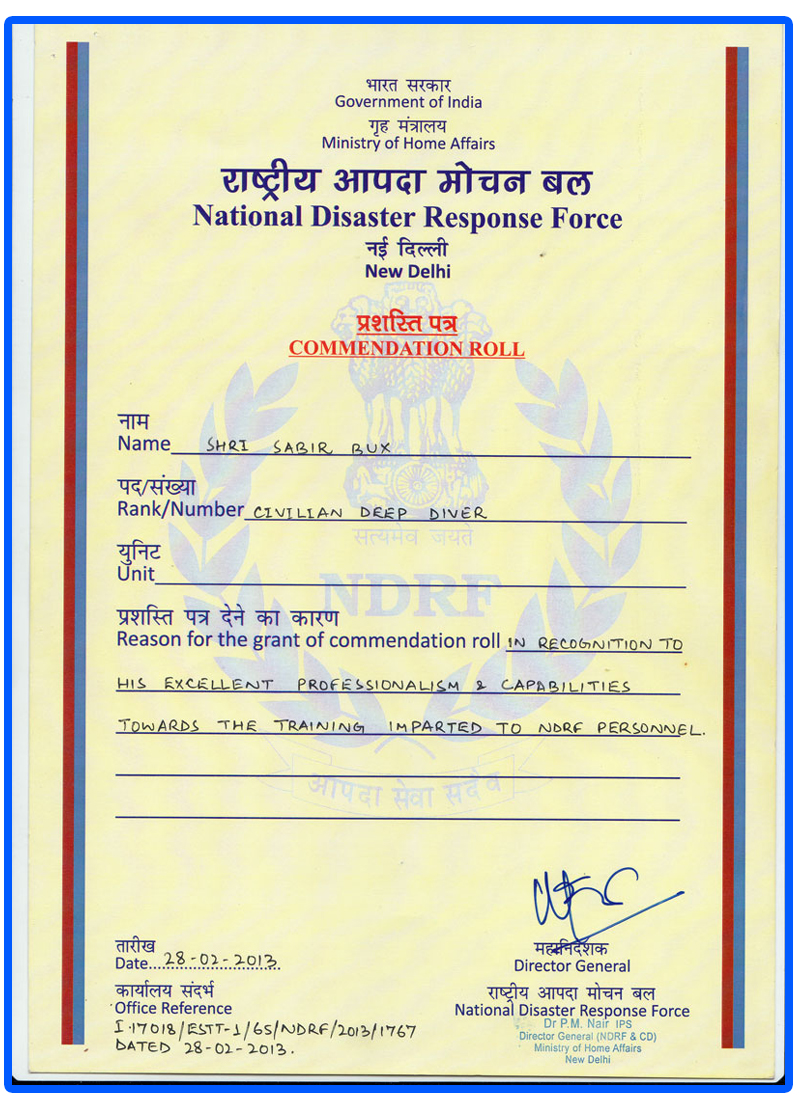 भारत सरकार
Government of India
गृह मंत्रालय
Ministry of Home Affairs
राष्ट्रीय आपदा मोचन बल
National Disaster Response Force
नई दिल्ली
New Delhi
प्रशस्ति पत्र
COMMENDATION ROLL
नाम
Name SHRI SABIR BUX
पद/संख्या
Rank/Number CIVILIAN DEEP DIVER
सत्यमेव जयते
युनिट
Unit
NDRF
प्रशस्ति पत्र देने का कारण
Reason for the grant of commendation roll IN RECOGNITION TO
HIS EXCELLENT PROFESSIONALISM & CAPABILITIES
TOWARDS THE TRAINING IMPARTED TO NDRF PERSONNEL.
आपदा सेवा सदैव
तारीख
Date 28-02-2013.
महानिदेशक
Director General
कार्यालय संदर्भ
Office Reference
I.17018/ESTT-1/GS/NDRF/2013/1767
DATED 28-02-2013.
राष्ट्रीय आपदा मोचन बल
National Disaster Response Force
Dr P.M. Nair IPS
Director General (NDRF & CD)
Ministry of Home Affairs
New Delhi